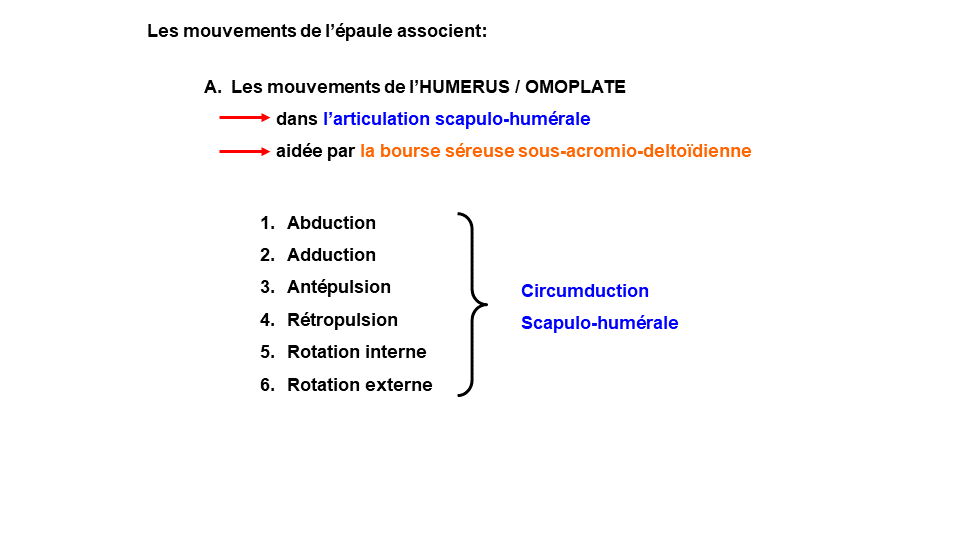 Les mouvements de l’épaule associent:
A. Les mouvements de l’HUMERUS / OMOPLATE
dans l’articulation scapulo-humérale
aidée par la bourse séreuse sous-acromio-deltoïdienne
1. Abduction
2. Adduction
3. Antépulsion
4. Rétropulsion
5. Rotation interne
6. Rotation externe
Circumduction
Scapulo-humérale